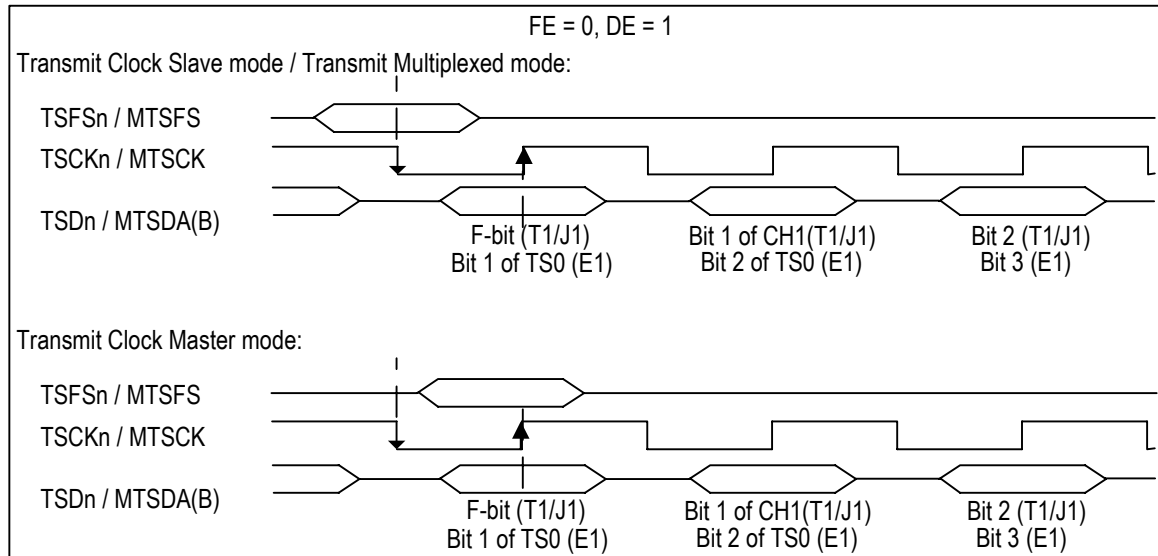 FE = 0, DE = 1
Transmit Clock Slave mode / Transmit Multiplexed mode:
TSFSn / MTSFS
TSCKn / MTSCK
TSDn / MTSDA(B)
F-bit (T1/J1) Bit 1 of CH1(T1/J1) Bit 2 (T1/J1)
Bit 1 of TS0 (E1) Bit 2 of TS0 (E1) Bit 3 (E1)
Transmit Clock Master mode:
TSFSn / MTSFS
TSCKn / MTSCK
TSDn / MTSDA(B)
F-bit (T1/J1) Bit 1 of CH1(T1/J1) Bit 2 (T1/J1)
Bit 1 of TS0 (E1) Bit 2 of TS0 (E1) Bit 3 (E1)